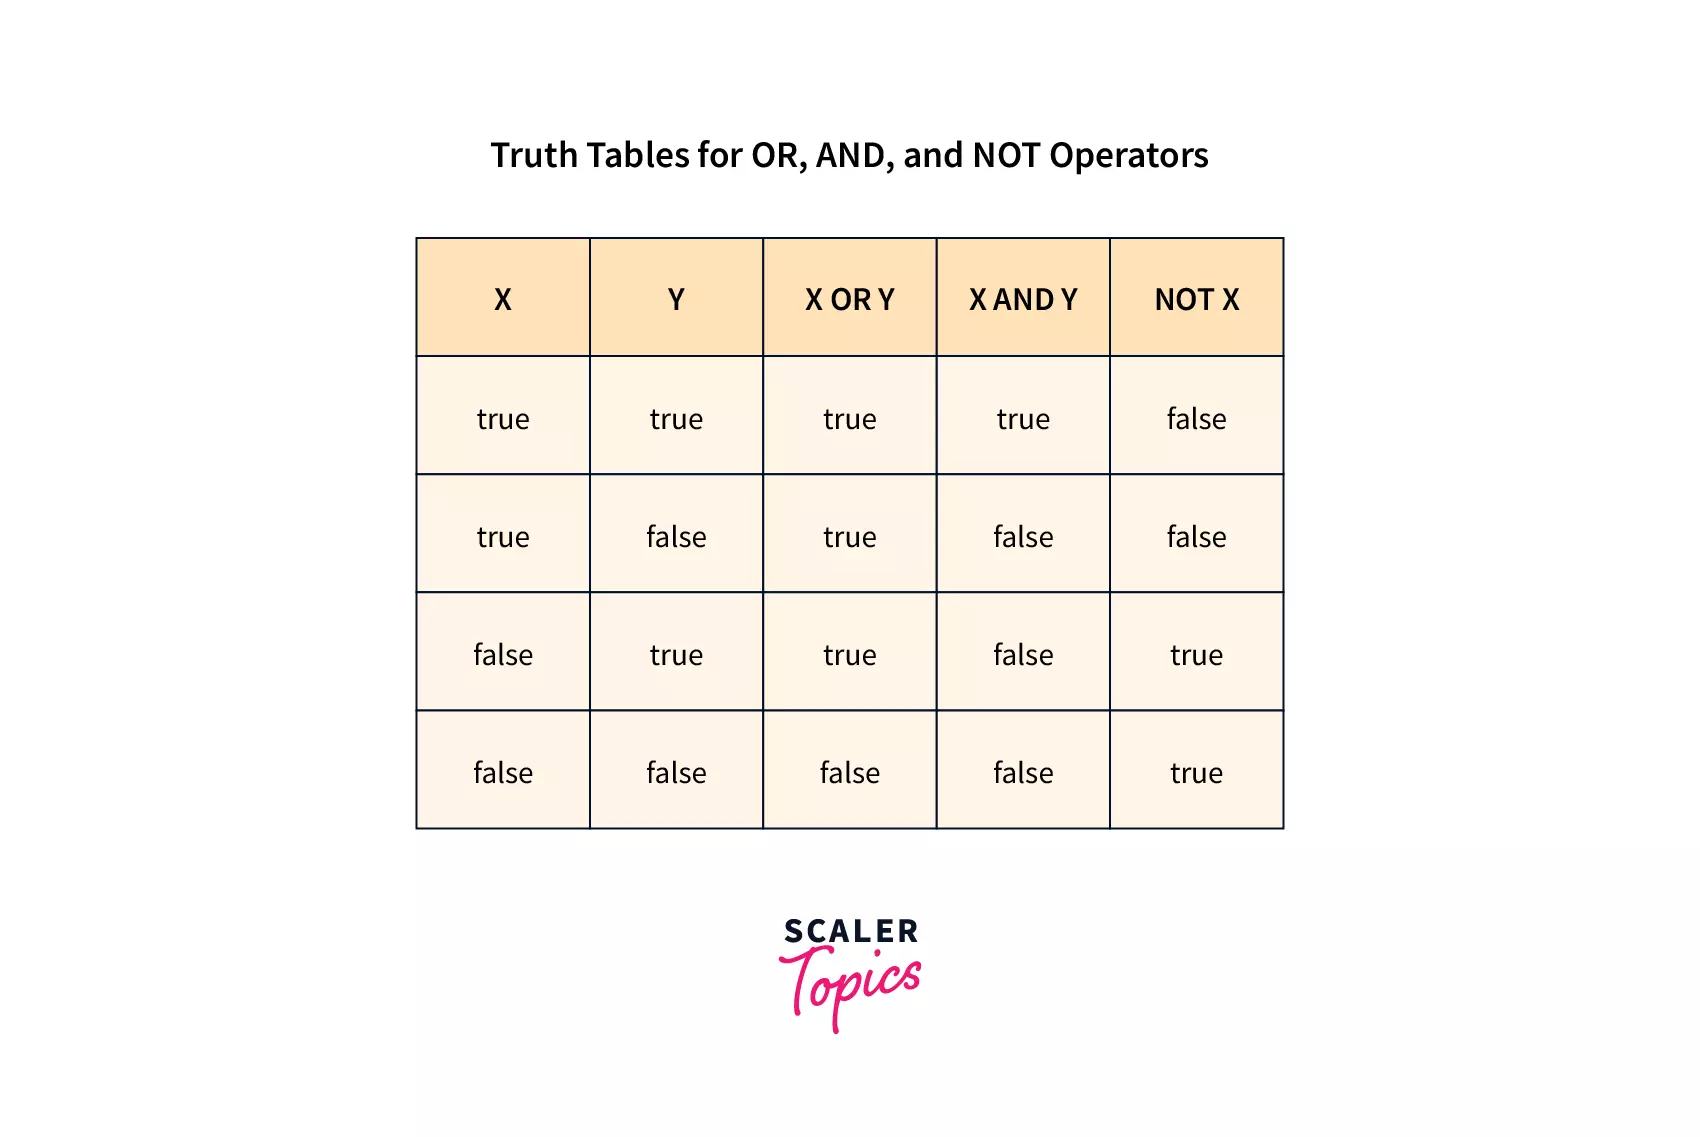 Truth Tables for OR, AND, and NOT Operators
X Y X OR Y X AND Y NOT X
true true true true false
true false true false false
false true true false true
false false false false true
SCALER
Topics